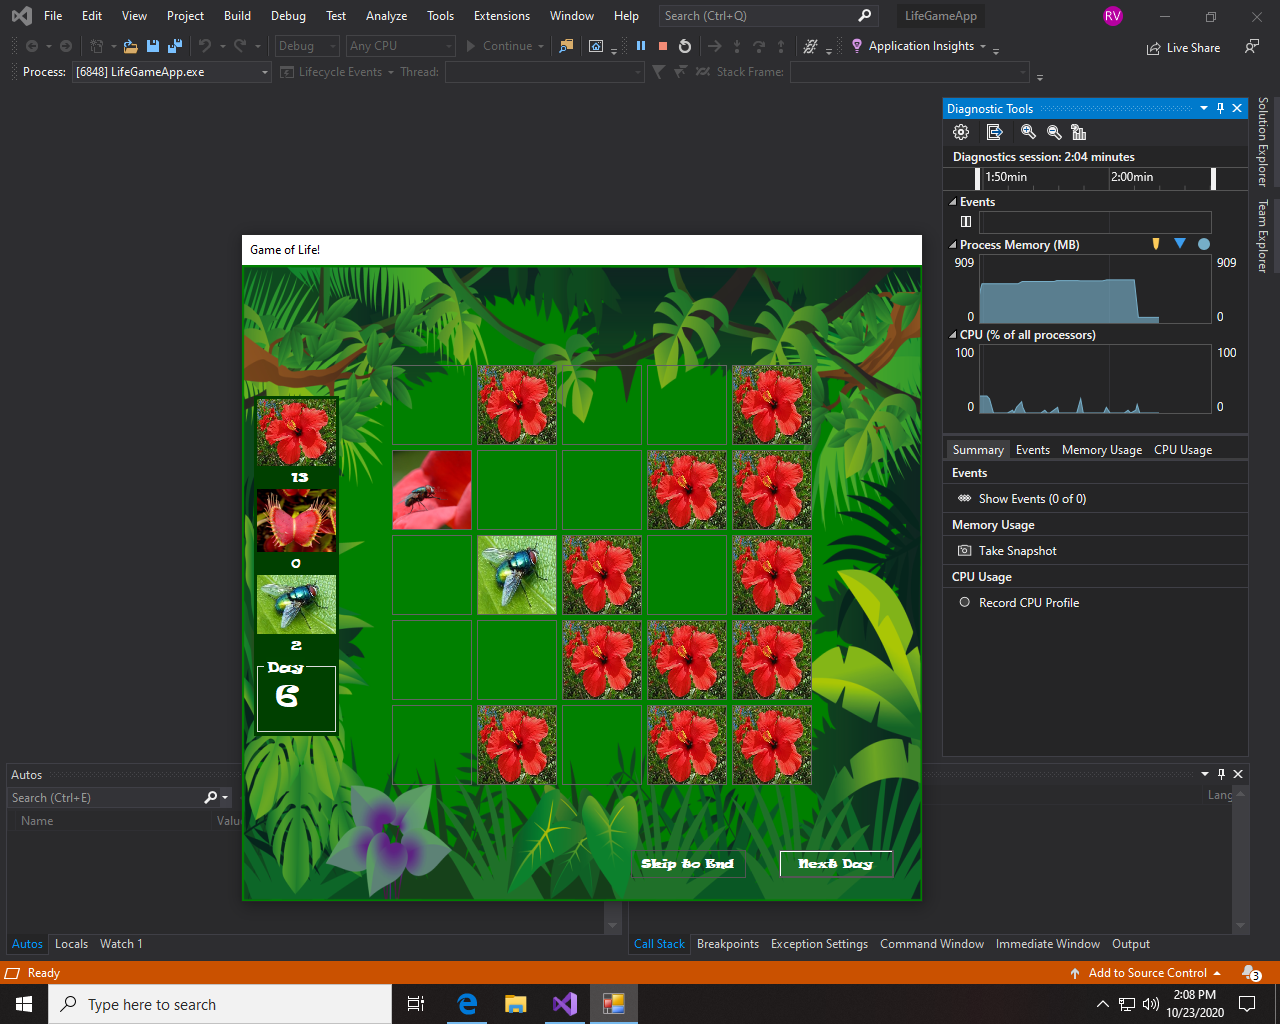 File Edit View Project Build Debug Test Analyze Tools Extensions Window Help Search (Ctrl+Q) LifeGameApp RV
Debug Any CPU Continue Application Insights Live Share
Process: [6848] LifeGameApp.exe Lifecycle Events Thread: Stack Frame:
Diagnostic Tools
Diagnostics session: 2:04 minutes
1:50min 2:00min
Events
Process Memory (MB)
909 909
0 0
CPU (% of all processors)
100 100
0 0
Summary Events Memory Usage CPU Usage
Events
Show Events (0 of 0)
Memory Usage
Take Snapshot
CPU Usage
Record CPU Profile
Solution Explorer
Team Explorer
Game of Life!
13
0
2
Day
6
Skip to End Next Day
Autos
Search (Ctrl+E)
Name Valu
Lang
Autos Locals Watch 1
Call Stack Breakpoints Exception Settings Command Window Immediate Window Output
Ready Add to Source Control 3
Type here to search
2:08 PM
10/23/2020